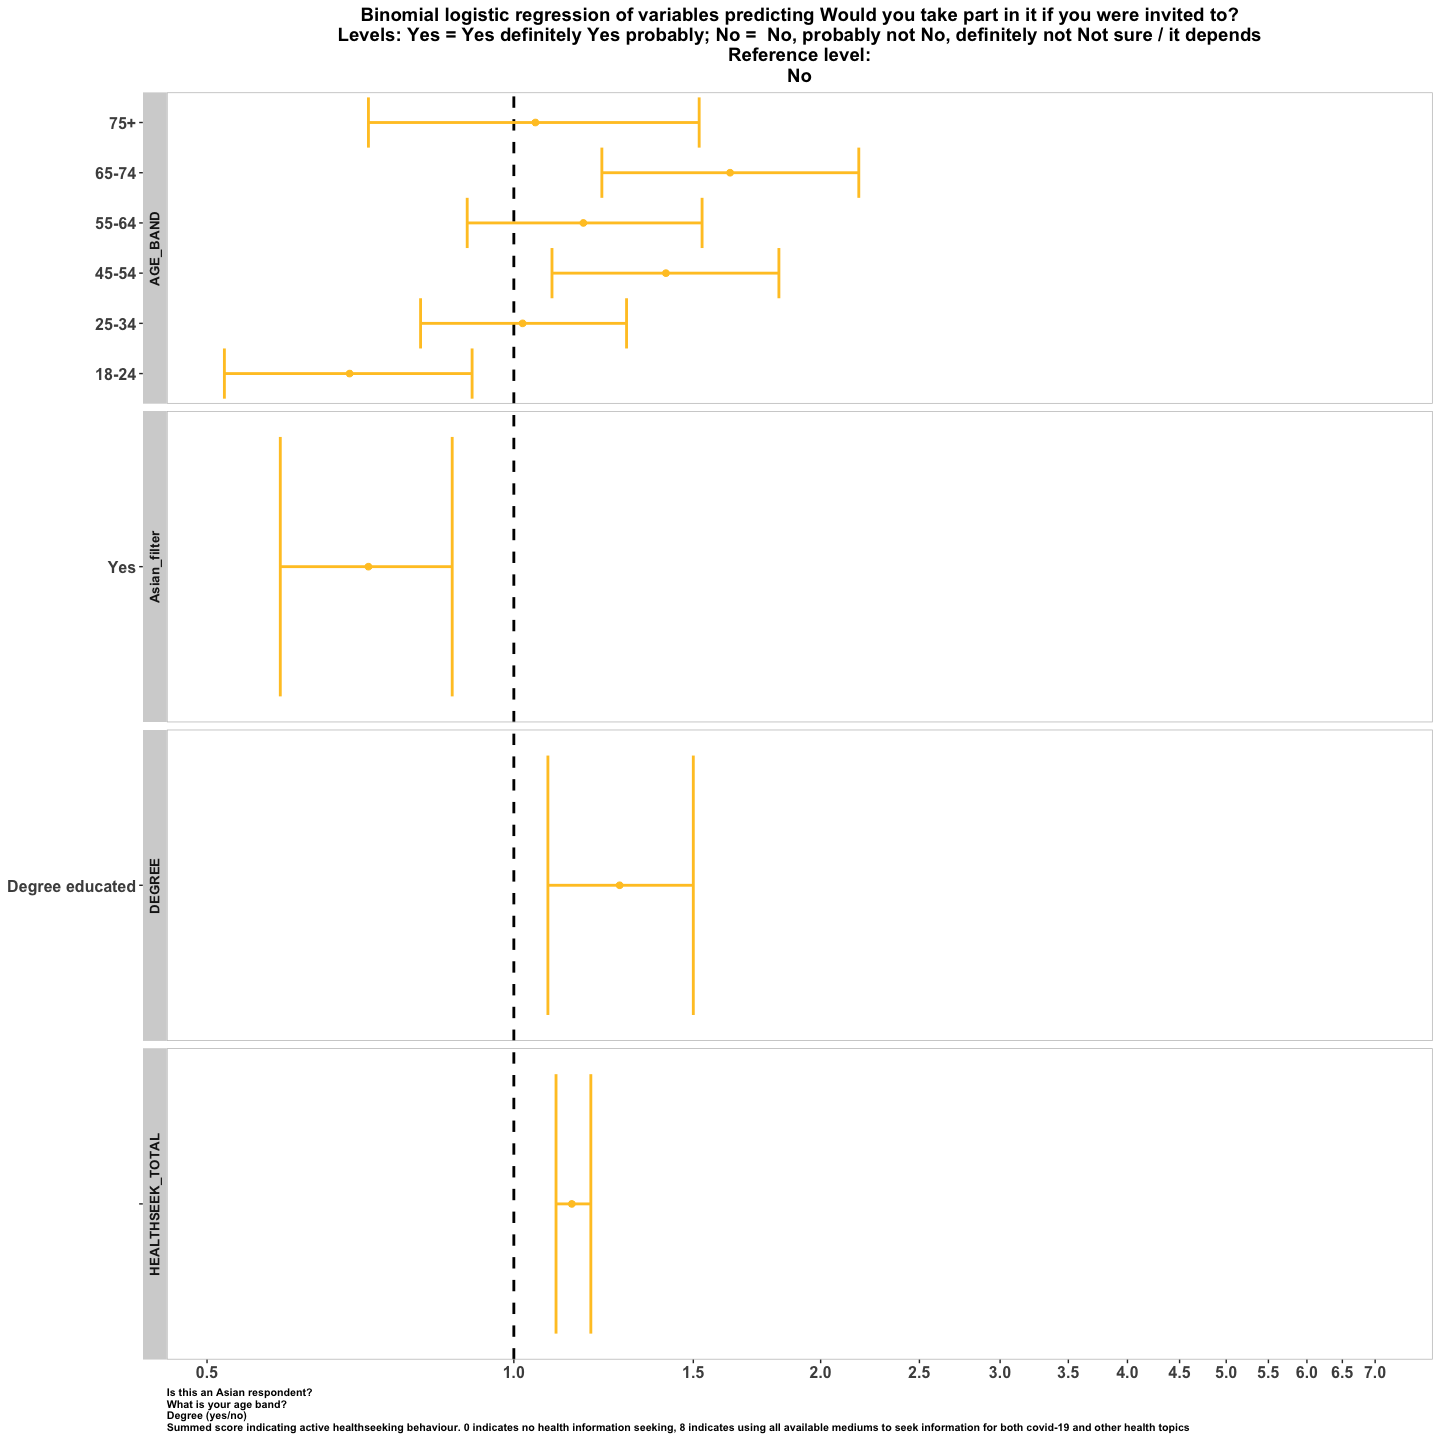 Binomial logistic regression of variables predicting Would you take part in it if you were invited to?
Levels: Yes = Yes definitely Yes probably; No =  No, probably not No, definitely not Not sure / it depends
Reference level:
No
AGE_BAND
75+
65-74
55-64
45-54
25-34
18-24
Asian_filter
Yes
DEGREE
Degree educated
HEALTHSEEK_TOTAL
0.5 1.0 1.5 2.0 2.5 3.0 3.5 4.0 4.5 5.0 5.5 6.0 6.5 7.0
Is this an Asian respondent?
What is your age band?
Degree (yes/no)
Summed score indicating active healthseeking behaviour. 0 indicates no health information seeking, 8 indicates using all available mediums to seek information for both covid-19 and other health topics